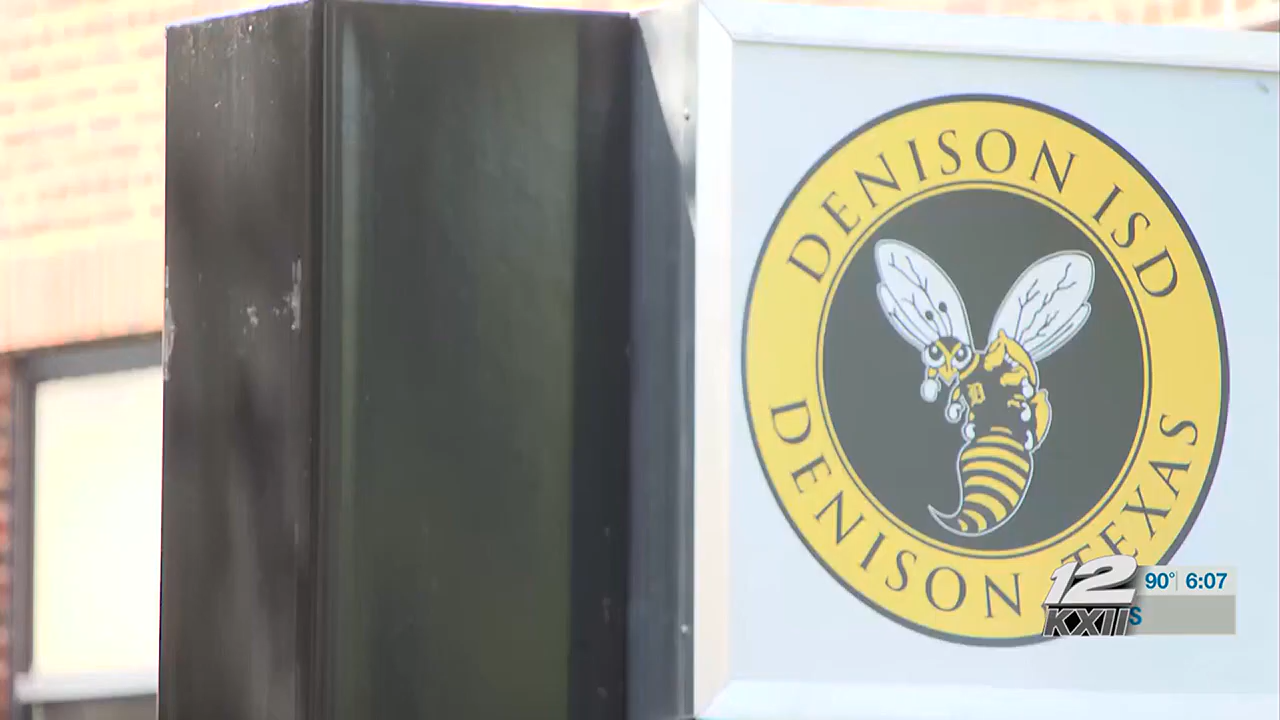 DENISON ISD
D
DENISON TEXAS
12 90° 6:07
KXII S